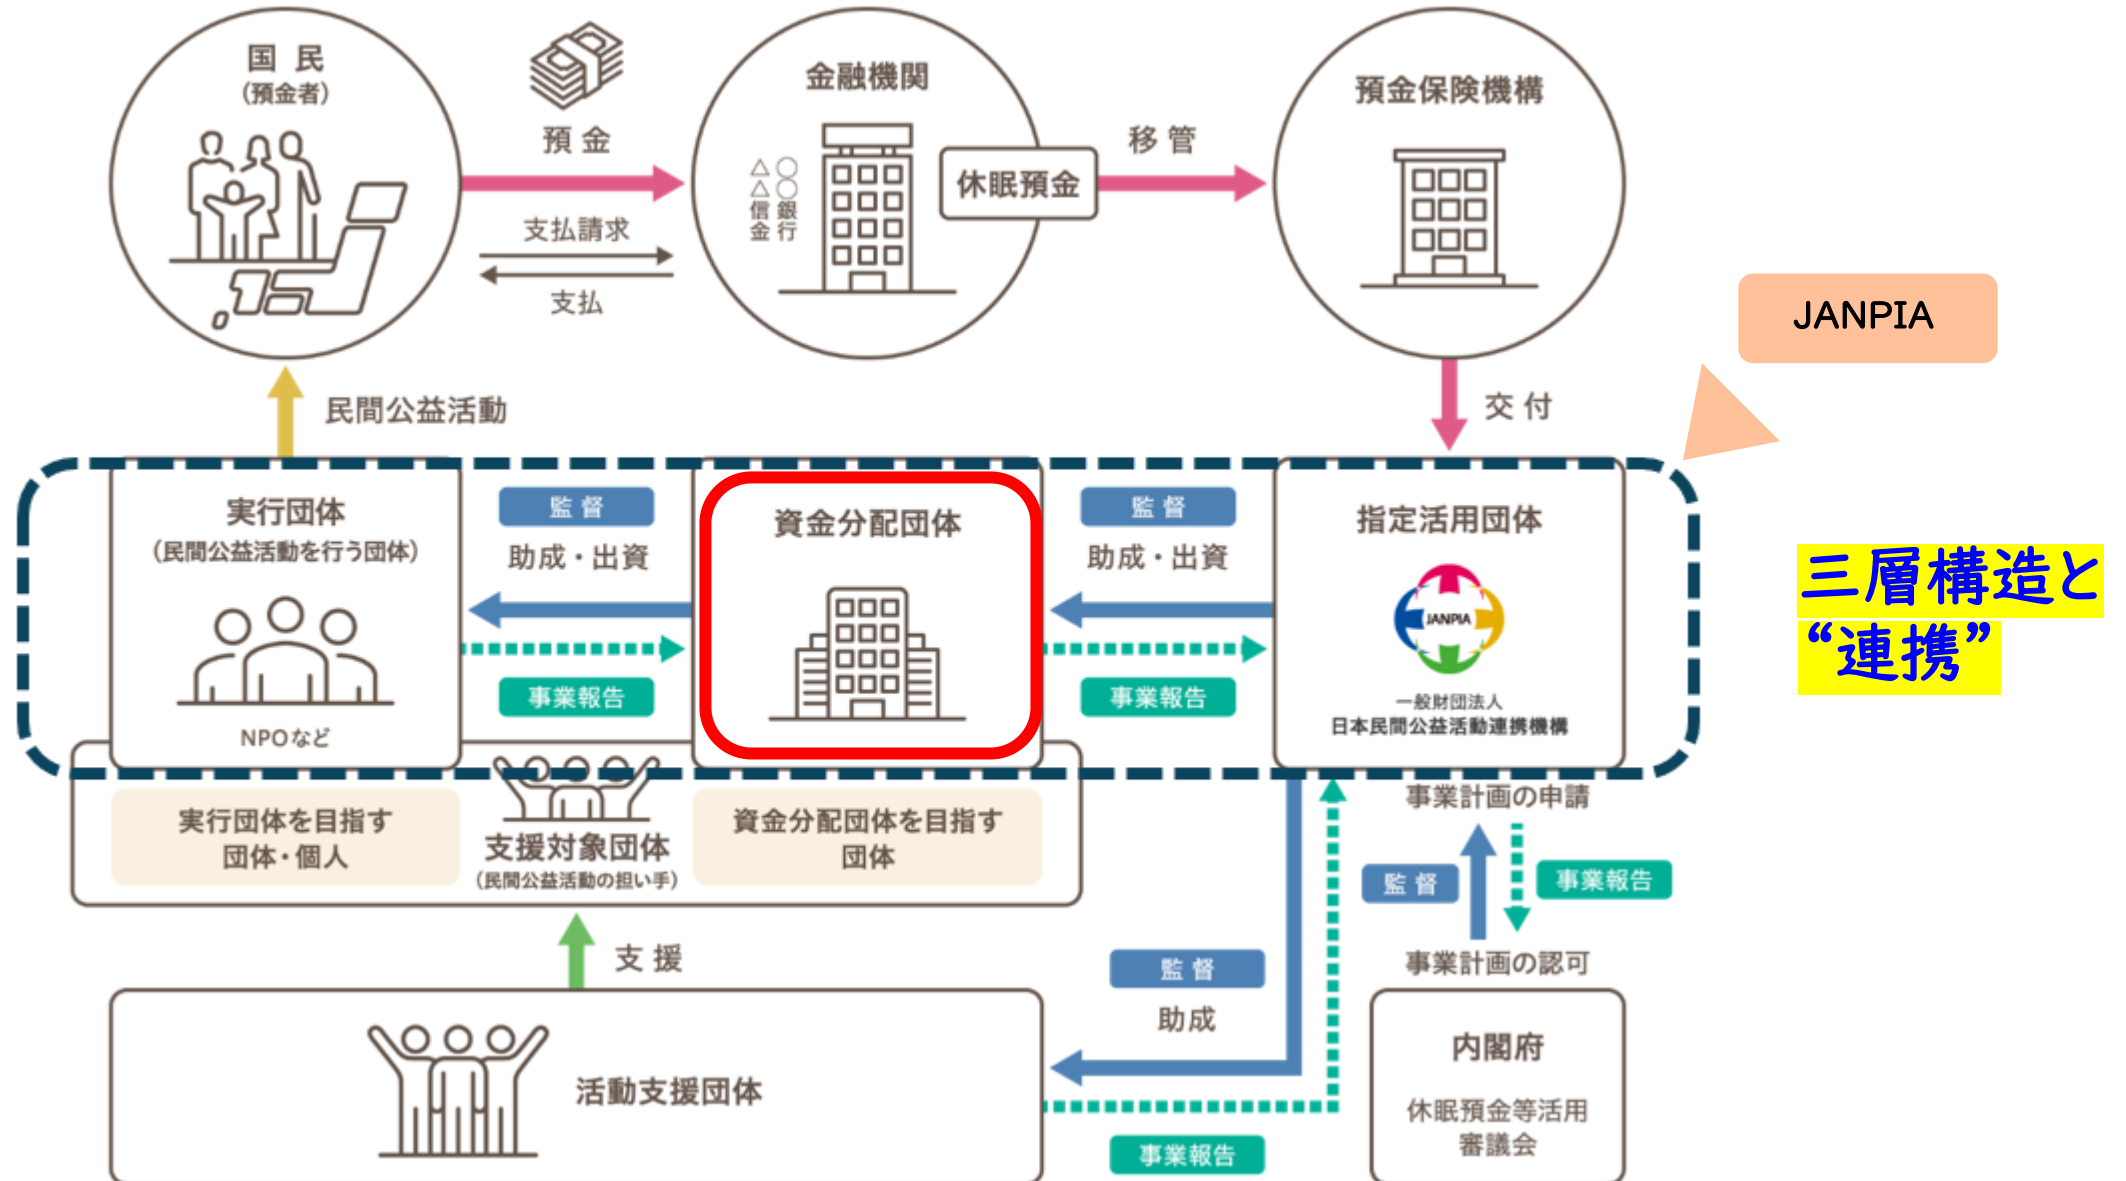 国 民
（預金者）
預 金
支払請求
支払
金融機関
○○銀行
△△信金
休眠預金
移 管
預金保険機構
JANPIA
民間公益活動
交 付
実行団体
（民間公益活動を行う団体）
NPOなど
監 督
助成・出資
事業報告
資金分配団体
監 督
助成・出資
事業報告
指定活用団体
JANPIA
一般財団法人
日本民間公益活動連携機構
三層構造と
“連携”
実行団体を目指す
団体・個人
支援対象団体
（民間公益活動の担い手）
資金分配団体を目指す
団体
事業計画の申請
監 督
事業報告
事業計画の認可
支 援
監 督
助成
事業報告
活動支援団体
内閣府
休眠預金等活用
審議会